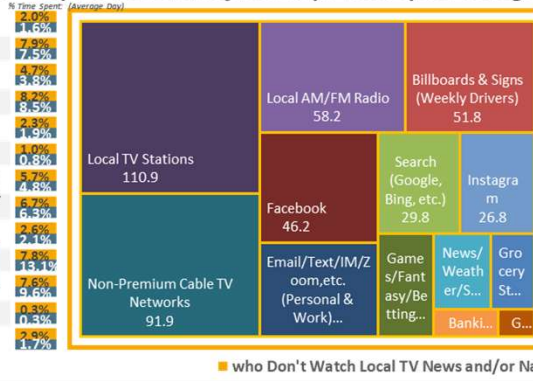 % Time Spent: (Average Day)
2.0%
1.6%
7.9%
7.5%
4.7%
3.8%
8.2%
8.5%
2.3%
1.9%
1.0%
0.8%
5.7%
4.8%
6.7%
6.3%
2.6%
2.1%
7.8%
13.1%
7.6%
9.6%
0.3%
0.3%
2.9%
1.7%
Local TV Stations
110.9
Non-Premium Cable TV
Networks
91.9
Local AM/FM Radio
58.2
Billboards & Signs
(Weekly Drivers)
51.8
Facebook
46.2
Search
(Google,
Bing, etc.)
29.8
Instagra
m
26.8
Email/Text/IM/Z
oom,etc.
(Personal &
Work)...
Game
s/Fant
asy/Be
tting...
News/
Weath
er/S...
Gro
cery
St...
Banki...
G...
who Don't Watch Local TV News and/or Na